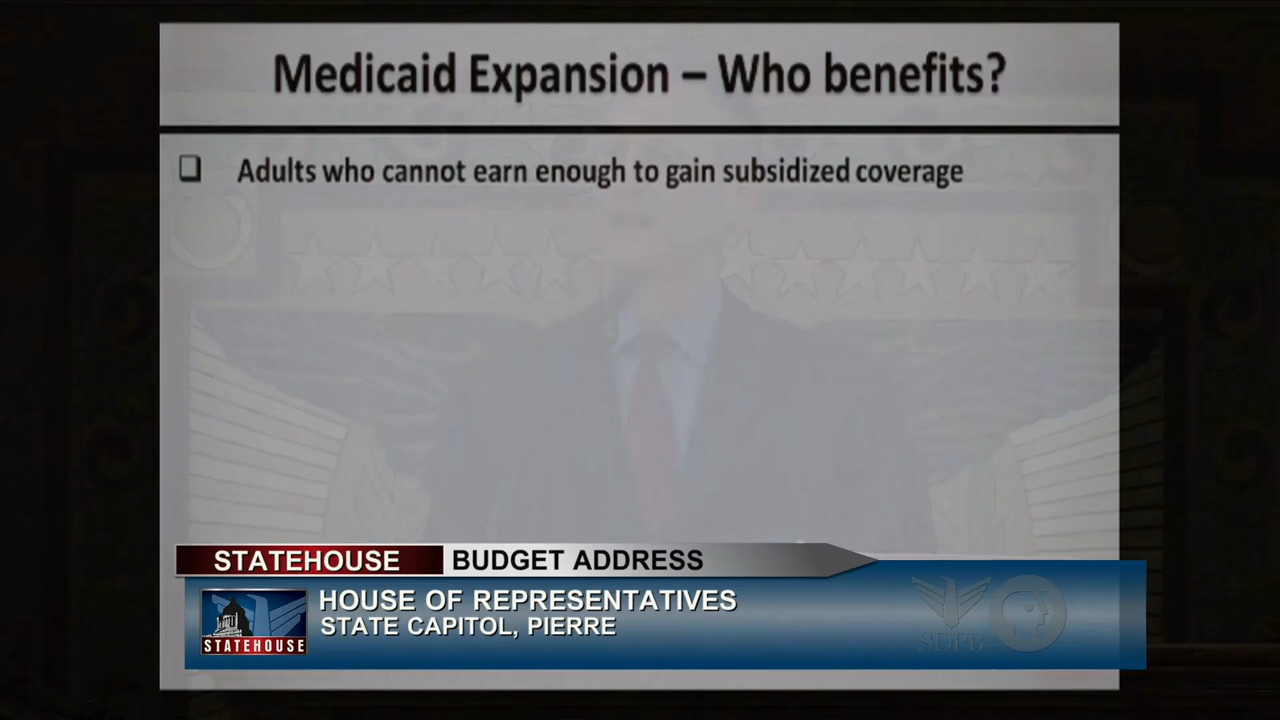 Medicaid Expansion – Who benefits?
❑ Adults who cannot earn enough to gain subsidized coverage
STATEHOUSE BUDGET ADDRESS
HOUSE OF REPRESENTATIVES
STATE CAPITOL, PIERRE
STATEHOUSE
SDPB